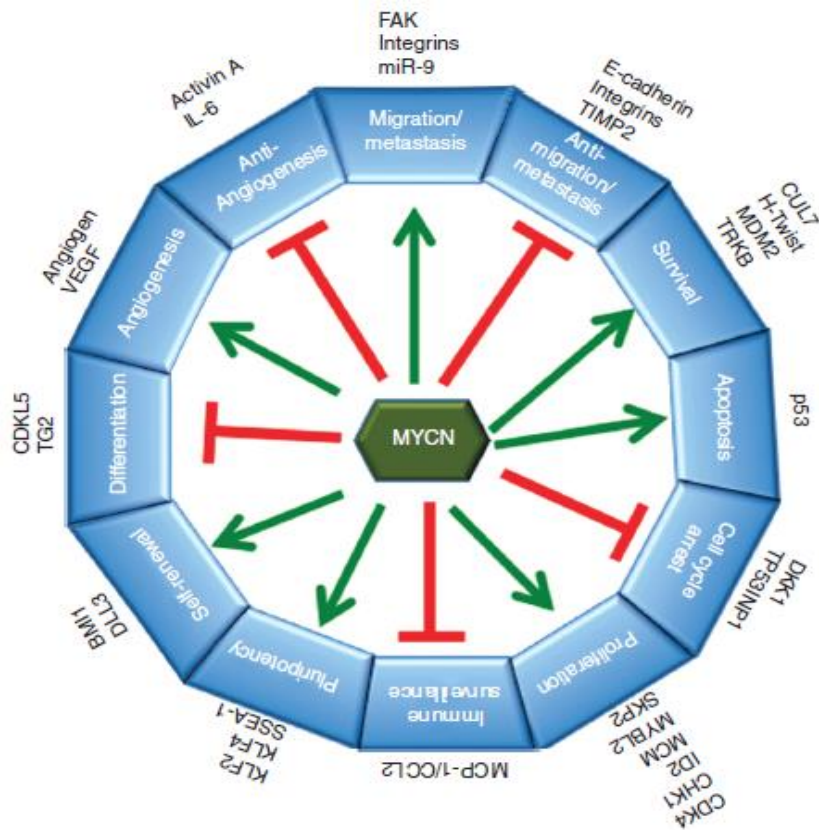 FAK
Integrins
miR-9
Migration/
metastasis
E-cadherin
Integrins
TIMP2
Anti-
migration/
metastasis
CUL7
H-Twist
MDM2
TRKB
Survival
p53
Apoptosis
DKK1
TP53INP1
Cell cycle
arrest
Proliferation
SKP2
MYBL2
MCM
ID2
CHK1
CDK4
Immune
surveillance
MCP-1/CCL2
Pluripotency
SSEA-1
KLF4
KLF2
Self-renewal
DLL3
BMI1
Differentiation
CDKL5
TG2
Angiogenesis
Angiogen
VEGF
Anti-
Angiogenesis
Activin A
IL-6
MYCN